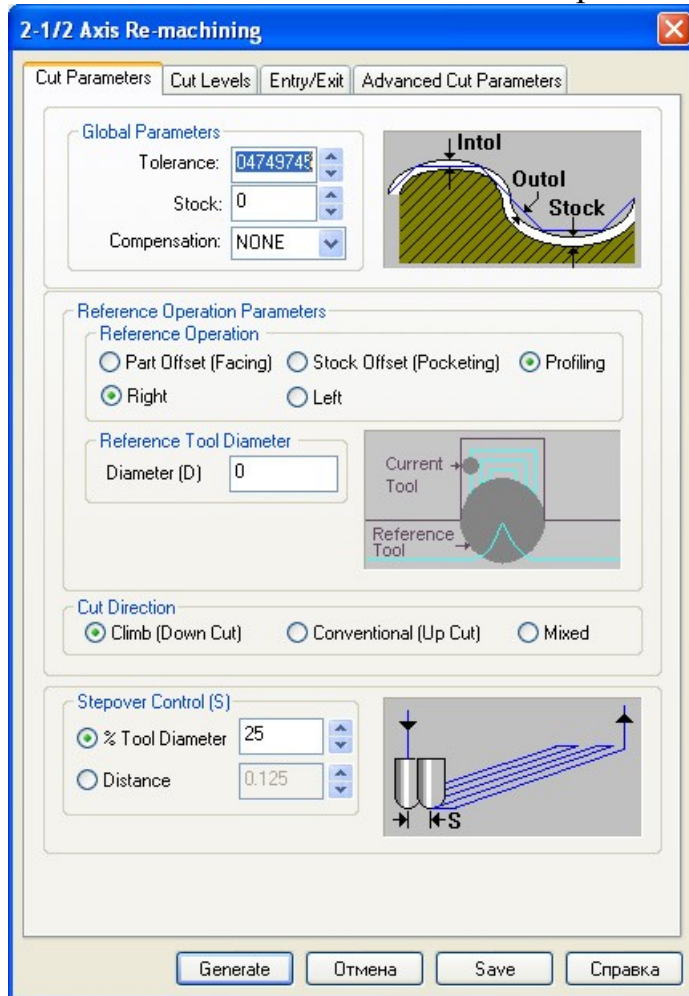 2-1/2 Axis Re-machining
Cut Parameters Cut Levels Entry/Exit Advanced Cut Parameters
Global Parameters
Tolerance: 04749745
Stock: 0
Compensation: NONE
Intol
Outol
Stock
Reference Operation Parameters
Reference Operation
Part Offset (Facing) Stock Offset (Pocketing) Profiling
Right Left
Reference Tool Diameter
Diameter (D) 0
Current
Tool
Reference
Tool
Cut Direction
Climb (Down Cut) Conventional (Up Cut) Mixed
Stepover Control (S)
% Tool Diameter 25
Distance 0.125
S
Generate Отмена Save Справка